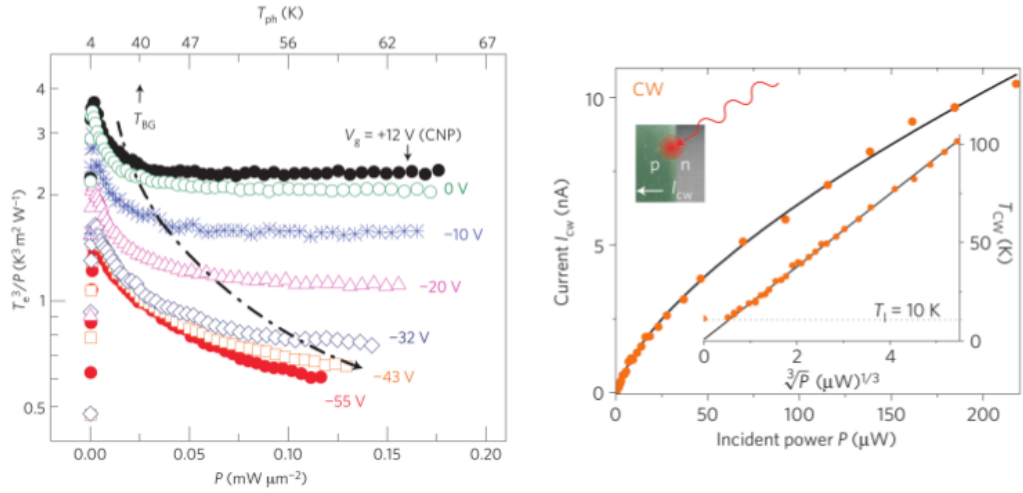 T_ph (K)
4 40 47 56 62 67
4
3
2
1
0.5
T_e^3/P (K^3 m^2 W^−1)
T_BG
V_g = +12 V (CNP)
0 V
−10 V
−20 V
−32 V
−43 V
−55 V
0.00 0.05 0.10 0.15 0.20
P (mW μm^−2)
CW
p n
I_cw
10
5
0
Current I_cw (nA)
0 50 100 150 200
Incident power P (μW)
100
50
0
T_CW (K)
T_l = 10 K
0 2 4
∛P (μW)^1/3